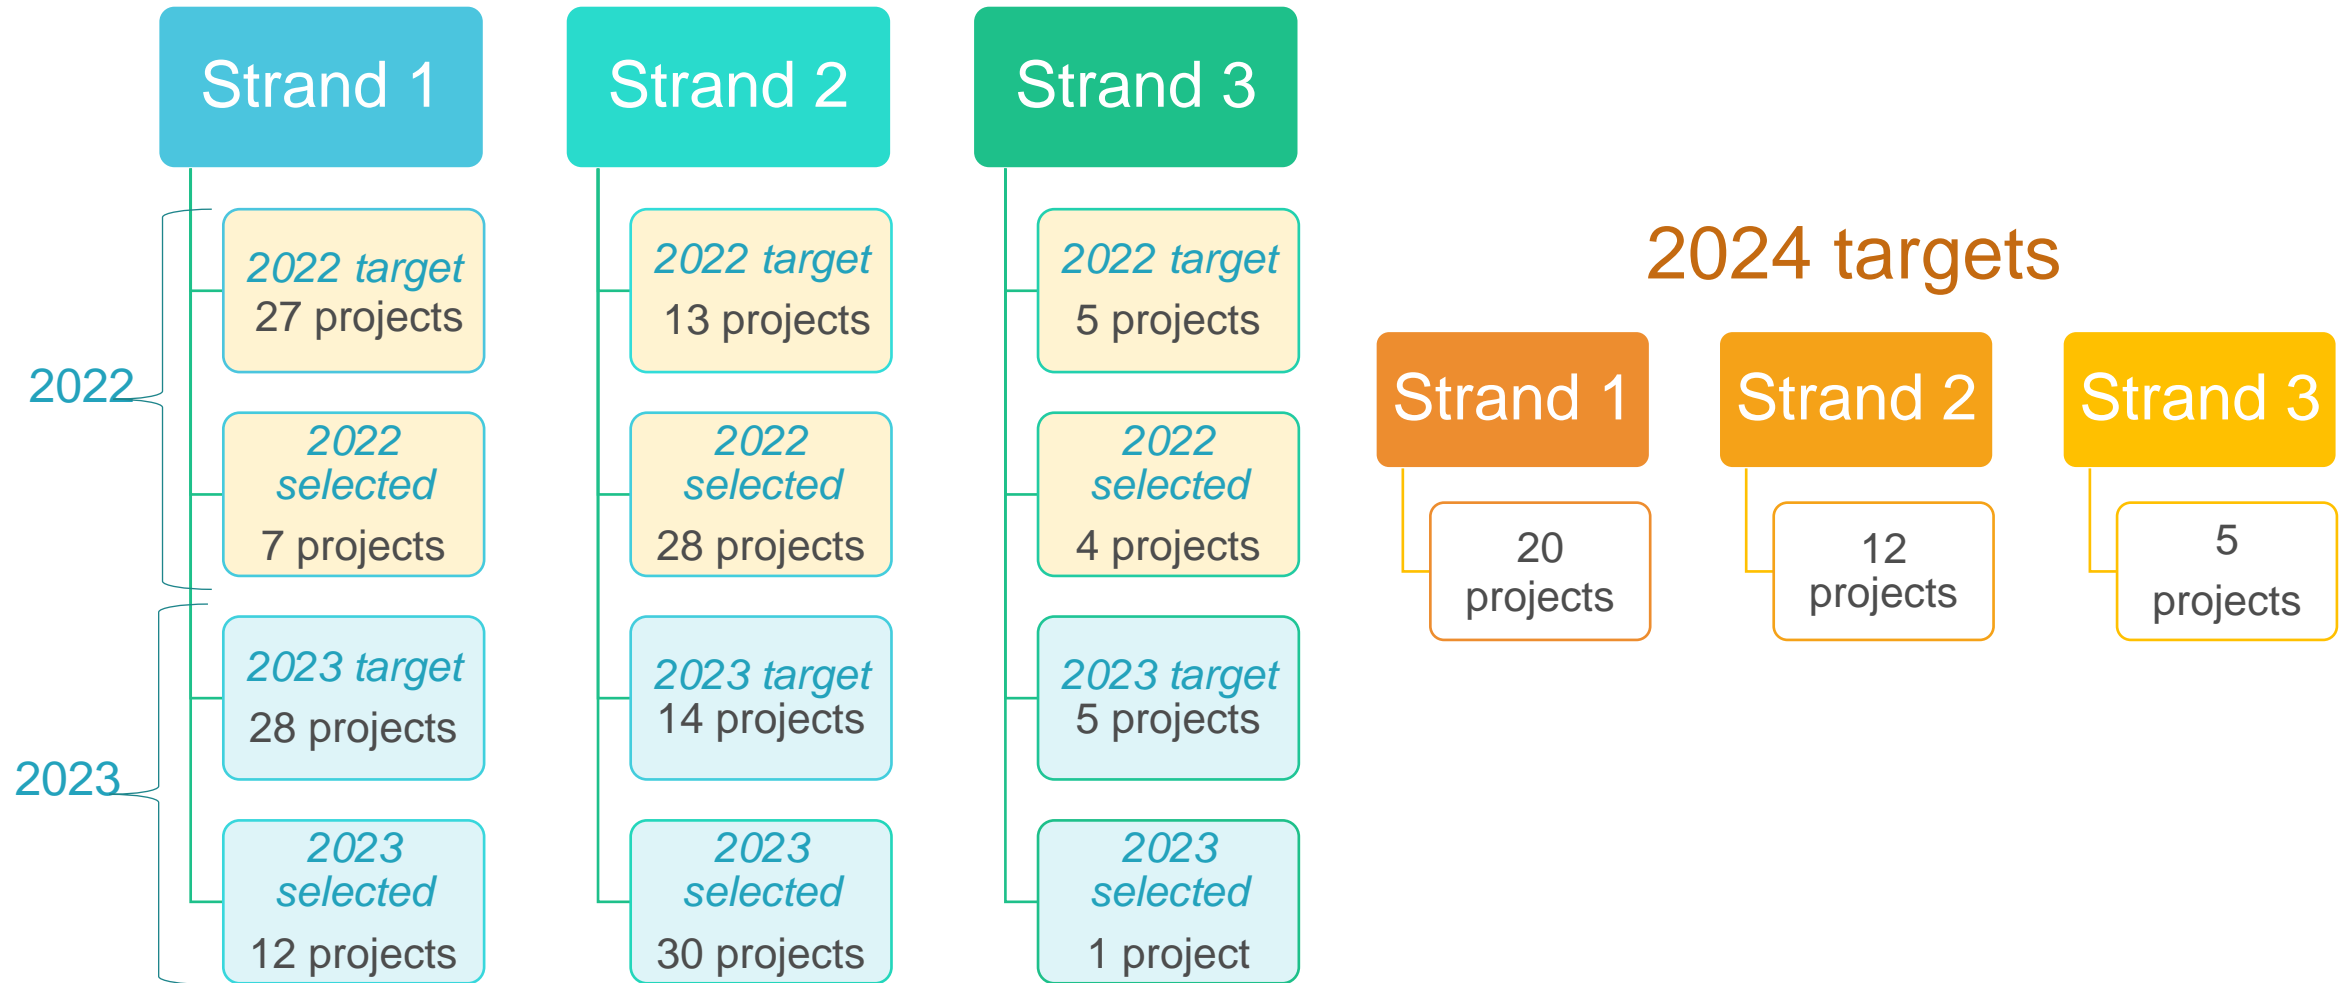 Strand 1
Strand 2
Strand 3
2022
2022 target
27 projects
2022 target
13 projects
2022 target
5 projects
2022
selected
7 projects
2022
selected
28 projects
2022
selected
4 projects
2023
2023 target
28 projects
2023 target
14 projects
2023 target
5 projects
2023
selected
12 projects
2023
selected
30 projects
2023
selected
1 project
2024 targets
Strand 1
Strand 2
Strand 3
20
projects
12
projects
5
projects